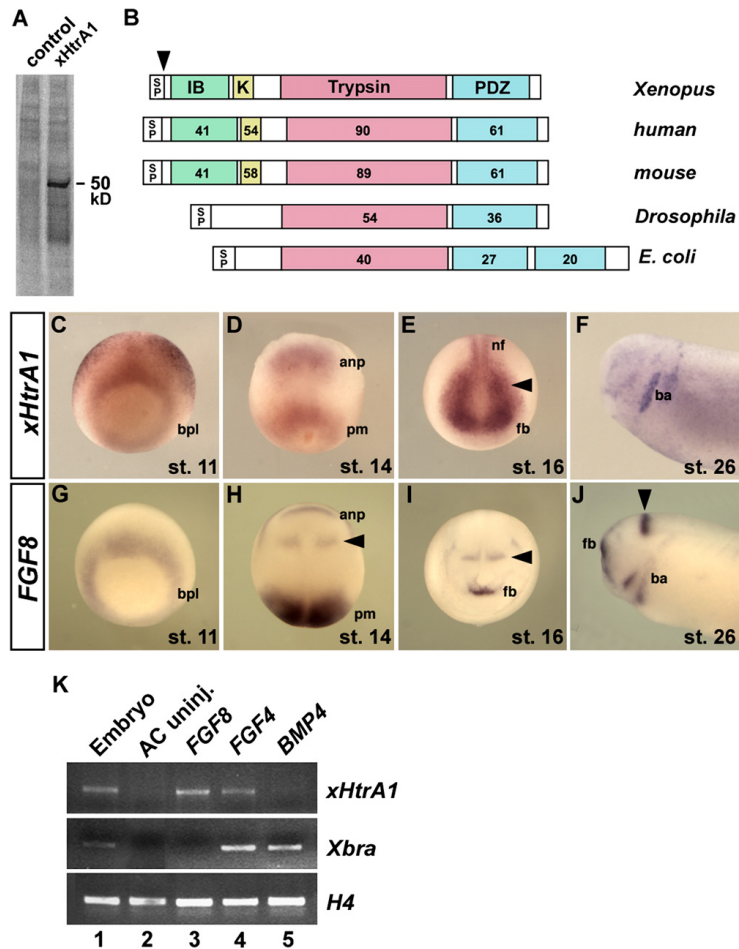 A
control
xHtrA1
50
kD
B
SP IB K Trypsin PDZ Xenopus
SP 41 54 90 61 human
SP 41 58 89 61 mouse
SP 54 36 Drosophila
SP 40 27 20 E. coli
xHtrA1
C bpl st. 11
D anp pm st. 14
E nf fb st. 16
F ba st. 26
FGF8
G bpl st. 11
H anp pm st. 14
I fb st. 16
J fb ba st. 26
K
Embryo
AC uninj.
FGF8
FGF4
BMP4
xHtrA1
Xbra
H4
1 2 3 4 5